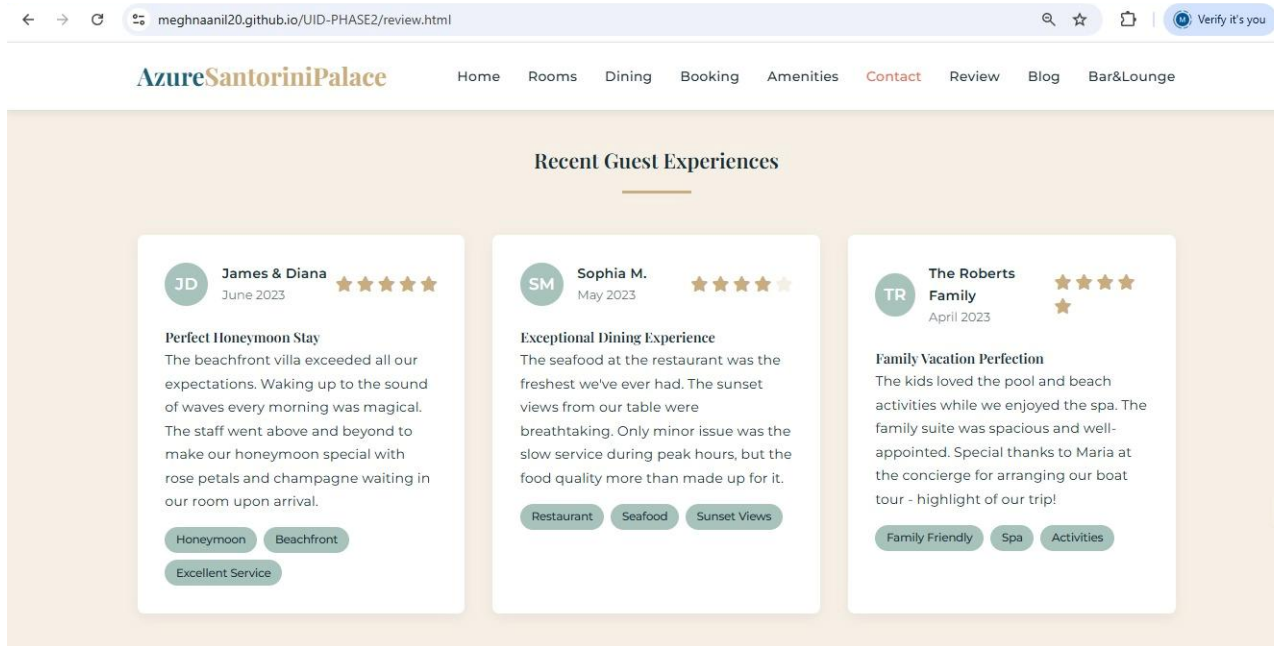 meghnaanil20.github.io/UID-PHASE2/review.html
M Verify it's you
AzureSantoriniPalace Home Rooms Dining Booking Amenities Contact Review Blog Bar&Lounge
Recent Guest Experiences
JD
James & Diana
June 2023
Perfect Honeymoon Stay
The beachfront villa exceeded all our
expectations. Waking up to the sound
of waves every morning was magical.
The staff went above and beyond to
make our honeymoon special with
rose petals and champagne waiting in
our room upon arrival.
Honeymoon Beachfront
Excellent Service
SM
Sophia M.
May 2023
Exceptional Dining Experience
The seafood at the restaurant was the
freshest we've ever had. The sunset
views from our table were
breathtaking. Only minor issue was the
slow service during peak hours, but the
food quality more than made up for it.
Restaurant Seafood Sunset Views
TR
The Roberts
Family
April 2023
Family Vacation Perfection
The kids loved the pool and beach
activities while we enjoyed the spa. The
family suite was spacious and well-
appointed. Special thanks to Maria at
the concierge for arranging our boat
tour - highlight of our trip!
Family Friendly Spa Activities